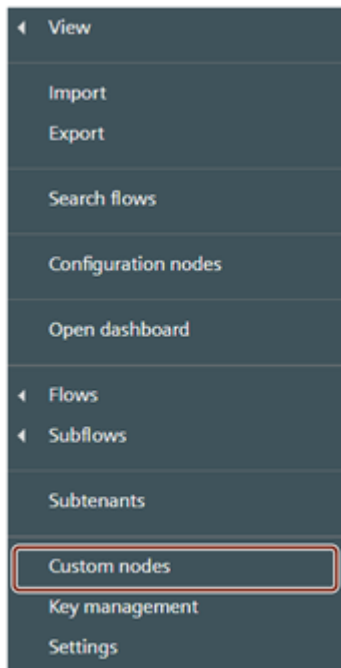 View
Import
Export
Search flows
Configuration nodes
Open dashboard
Flows
Subflows
Subtenants
Custom nodes
Key management
Settings